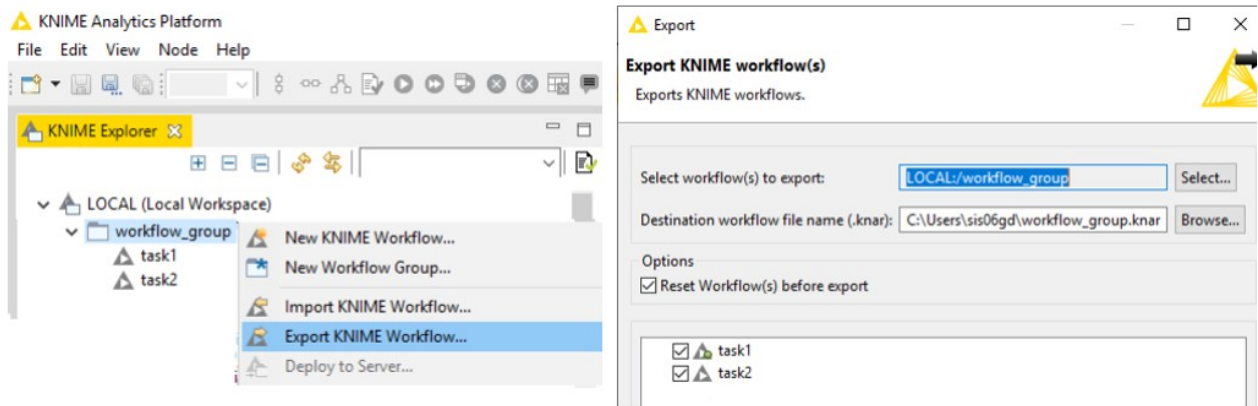 KNIME Analytics Platform
File Edit View Node Help
KNIME Explorer
LOCAL (Local Workspace)
workflow_group
task1
task2
New KNIME Workflow...
New Workflow Group...
Import KNIME Workflow...
Export KNIME Workflow...
Deploy to Server...
Export
Export KNIME workflow(s)
Exports KNIME workflows.
Select workflow(s) to export: LOCAL:/workflow_group Select...
Destination workflow file name (.knar): C:\Users\sis06gd\workflow_group.knar Browse...
Options
Reset Workflow(s) before export
task1
task2